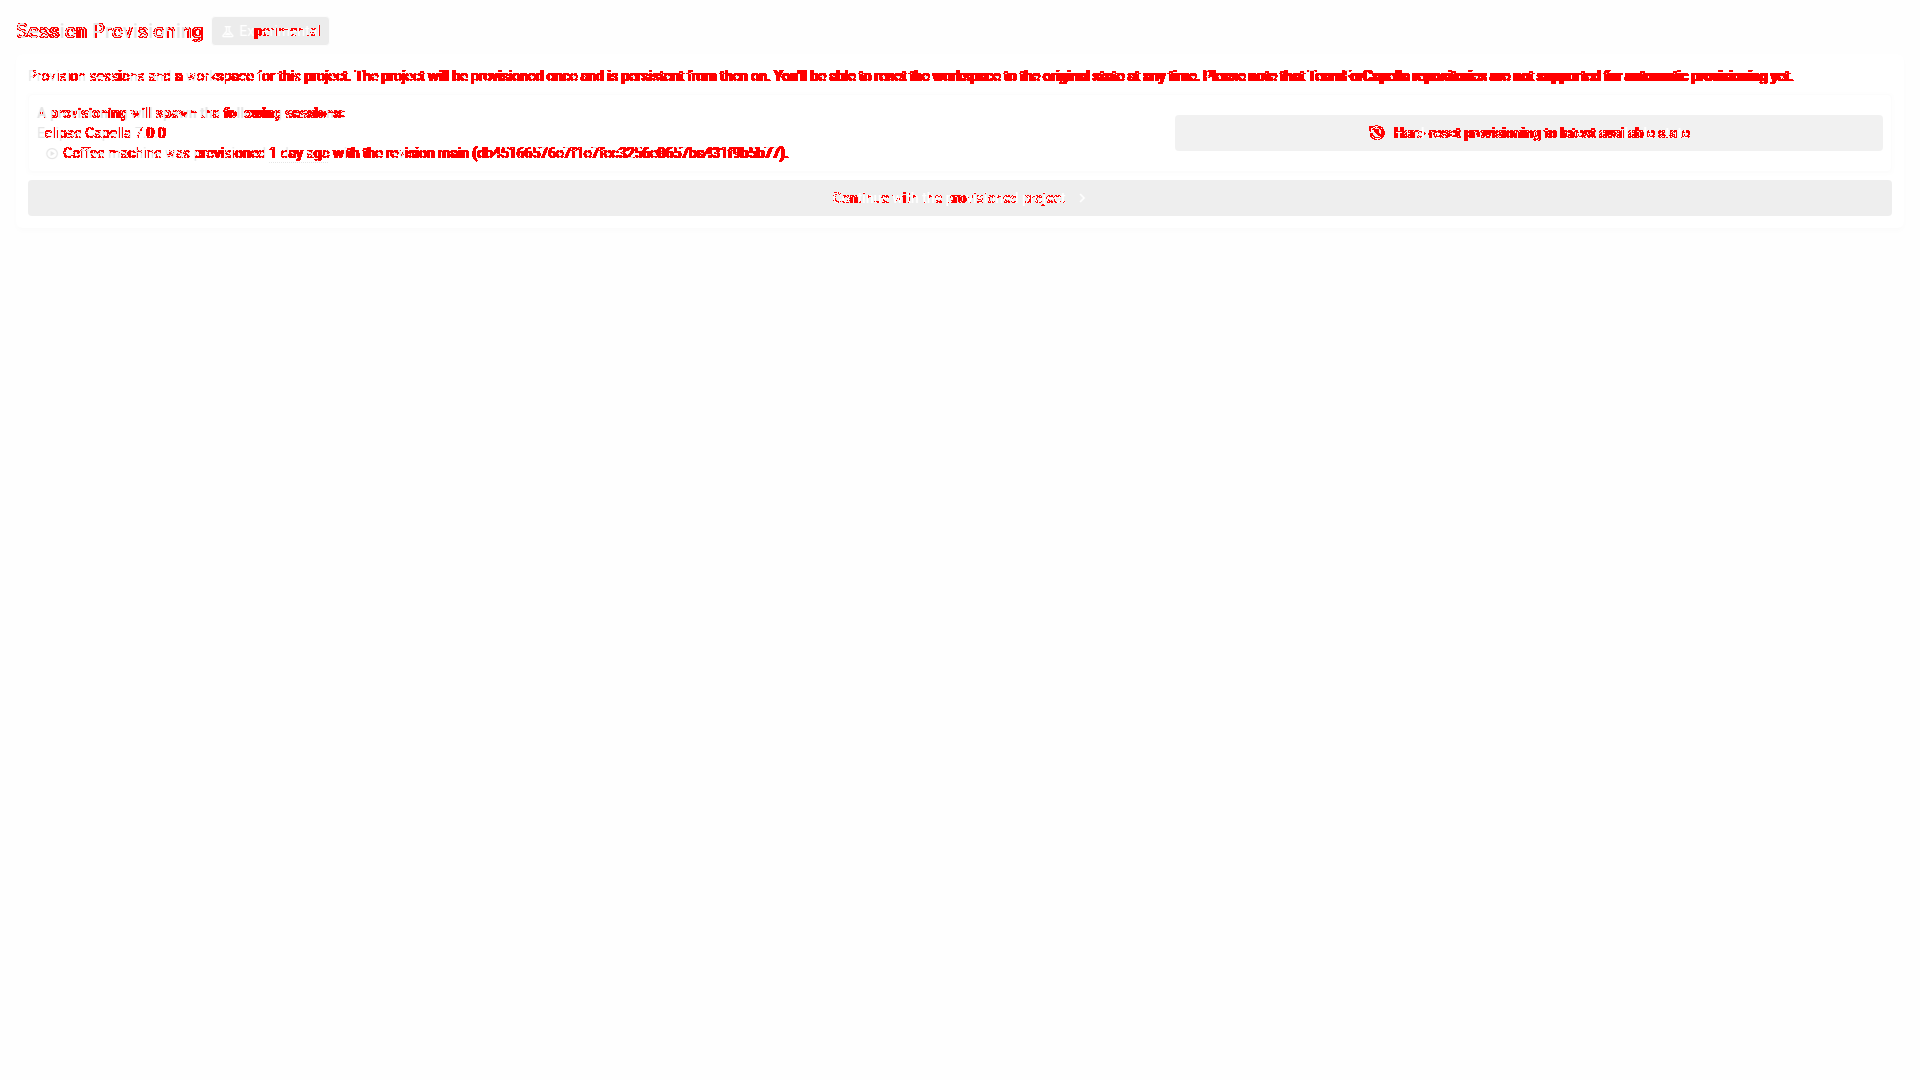 Session Provisioning
Experimental
Provision sessions and a workspace for this project. The project will be provisioned once and is persistent from then on. You'll be able to reset the workspace to the original state at any time. Please note that TeamForCapella repositories are not supported for automatic provisioning yet.
A provisioning will spawn the following sessions:
Eclipse Capella 7.0.0
Coffee machine was provisioned 1 day ago with the revision main
Hard reset provisioning to latest available
Continue with the provisioned project